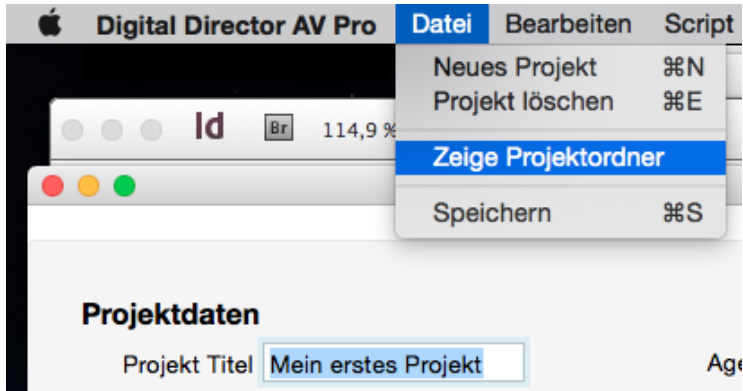 Digital Director AV Pro Datei Bearbeiten Script
Neues Projekt ⌘N
Projekt löschen ⌘E
Id Br 114,9 %
Zeige Projektordner
Speichern ⌘S
Projektdaten
Projekt Titel Mein erstes Projekt